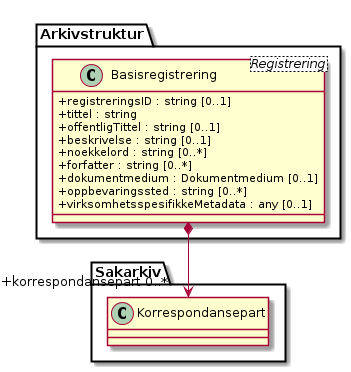 Arkivstruktur
Registrering
C Basisregistrering
+registreringsID : string [0..1]
+tittel : string
+offentligTittel : string [0..1]
+beskrivelse : string [0..1]
+noekkelord : string [0..*]
+forfatter : string [0..*]
+dokumentmedium : Dokumentmedium [0..1]
+oppbevaringssted : string [0..*]
+virksomhetsspesifikkeMetadata : any [0..1]
Sakarkiv
+korrespondansepart 0..*
C Korrespondansepart